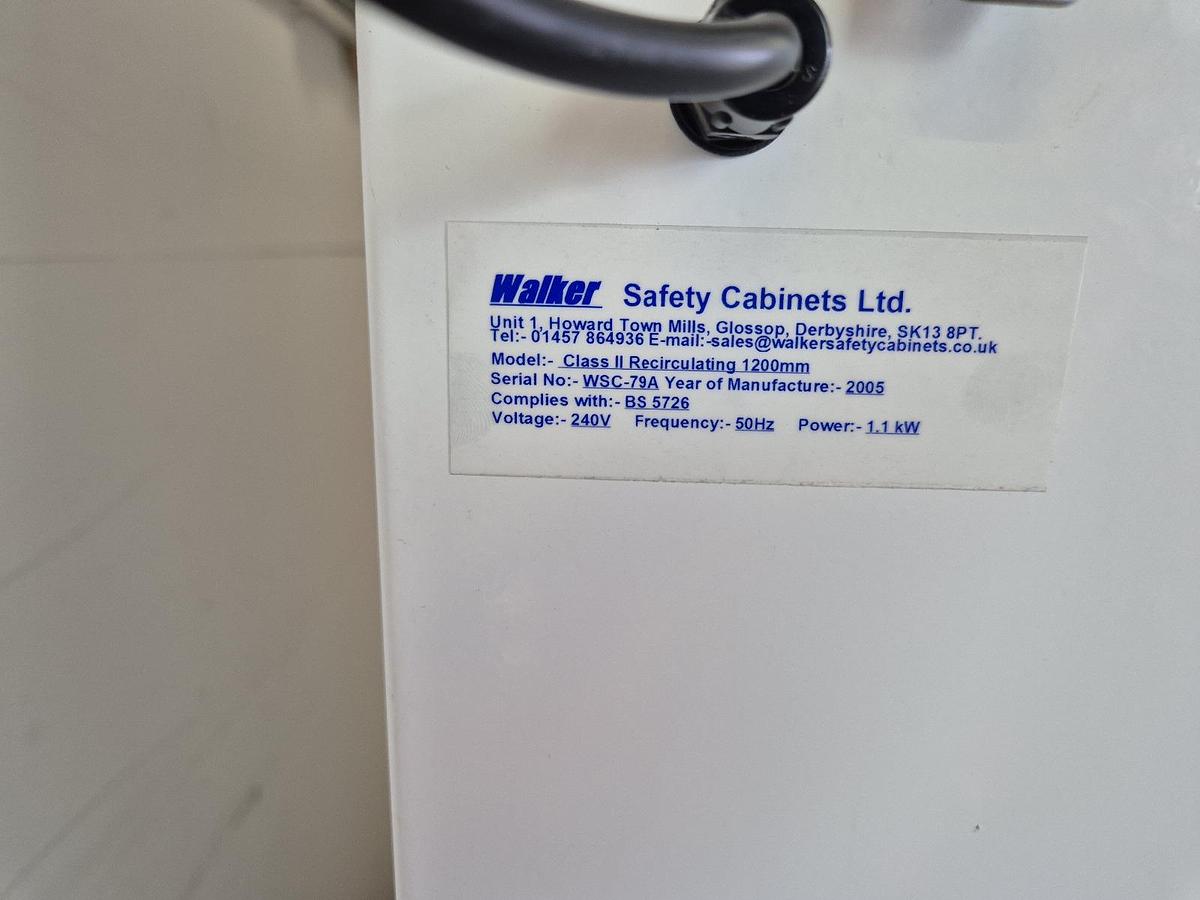 Walker Safety Cabinets Ltd.
Unit 1, Howard Town Mills, Glossop, Derbyshire, SK13 8PT.
Tel:- 01457 864936 E-mail:-sales@walkersafetycabinets.co.uk
Model:- Class II Recirculating 1200mm
Serial No:- WSC-79A Year of Manufacture:- 2005
Complies with:- BS 5726
Voltage:- 240V Frequency:- 50Hz Power:- 1.1 kW